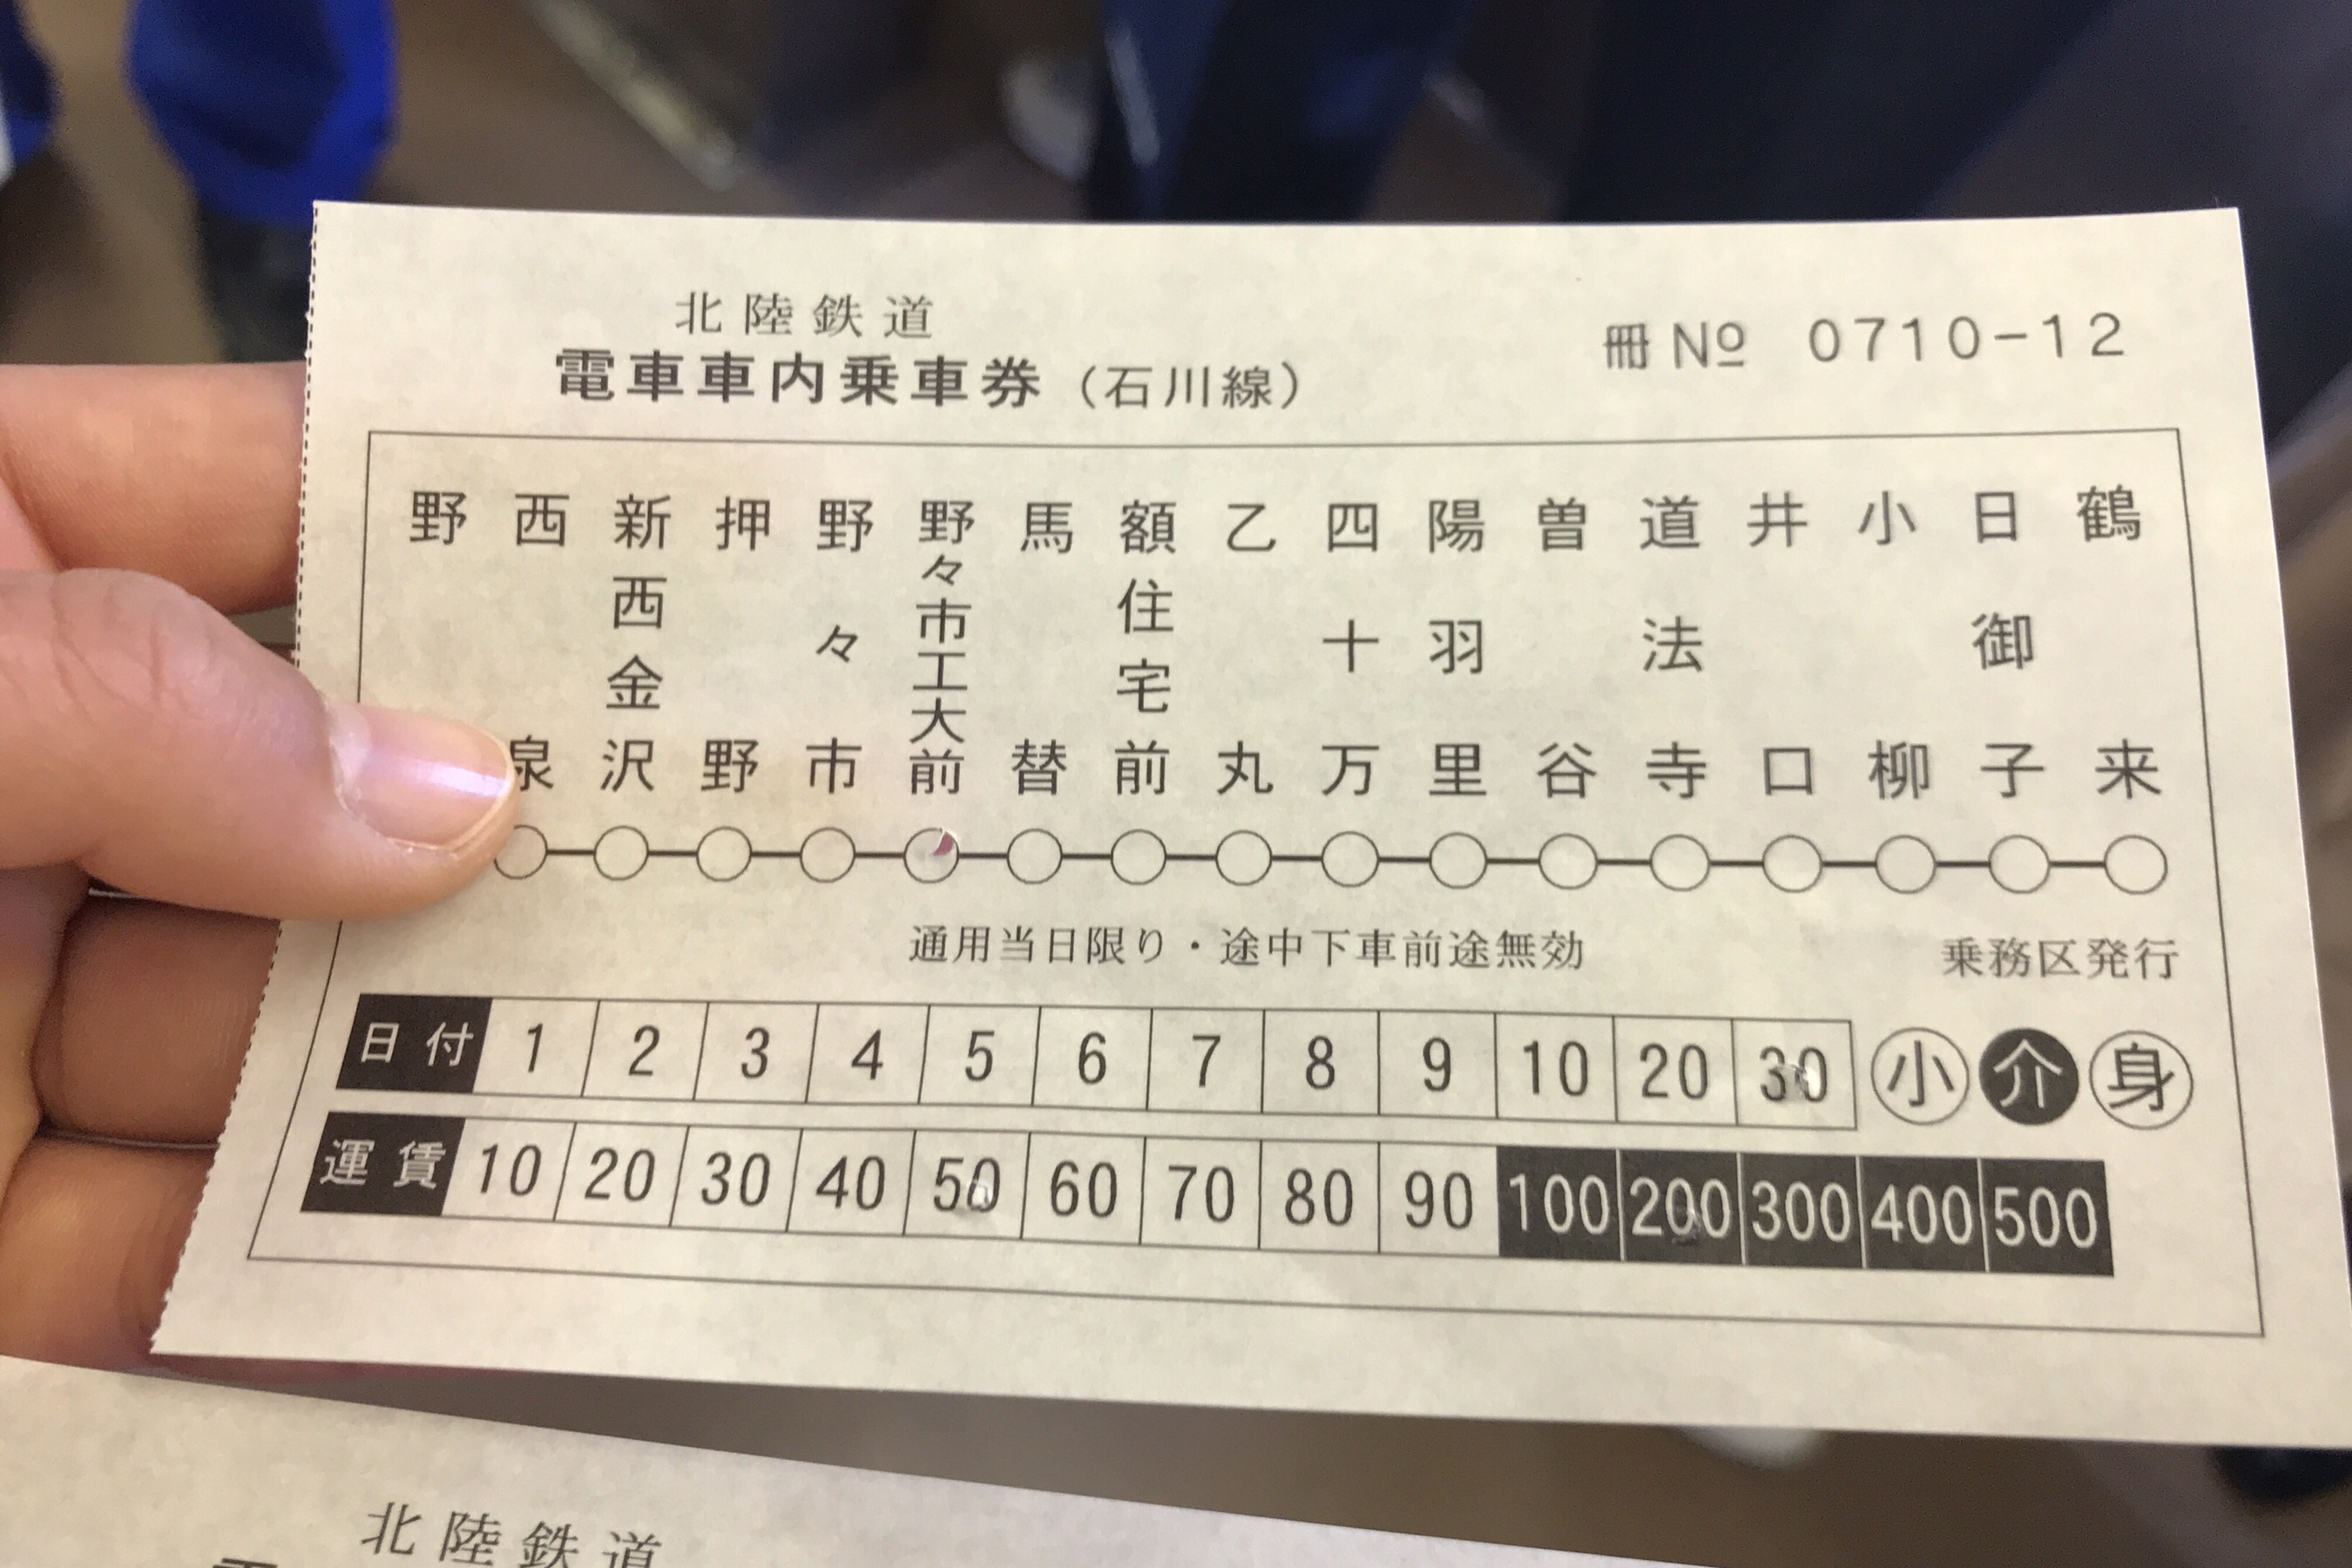 北陸鉄道
電車車内乗車券（石川線）
冊 № 0710-12
野
西泉
新西金沢
押野
野々市
野々市工大前
馬替
額住宅前
乙丸
四十万
陽羽里
曽谷
道法寺
井口
小柳
日御子
鶴来
通用当日限り・途中下車前途無効
乗務区発行
日付 1 2 3 4 5 6 7 8 9 10 20 30 小 介 身
運賃 10 20 30 40 50 60 70 80 90 100 200 300 400 500
北陸鉄道